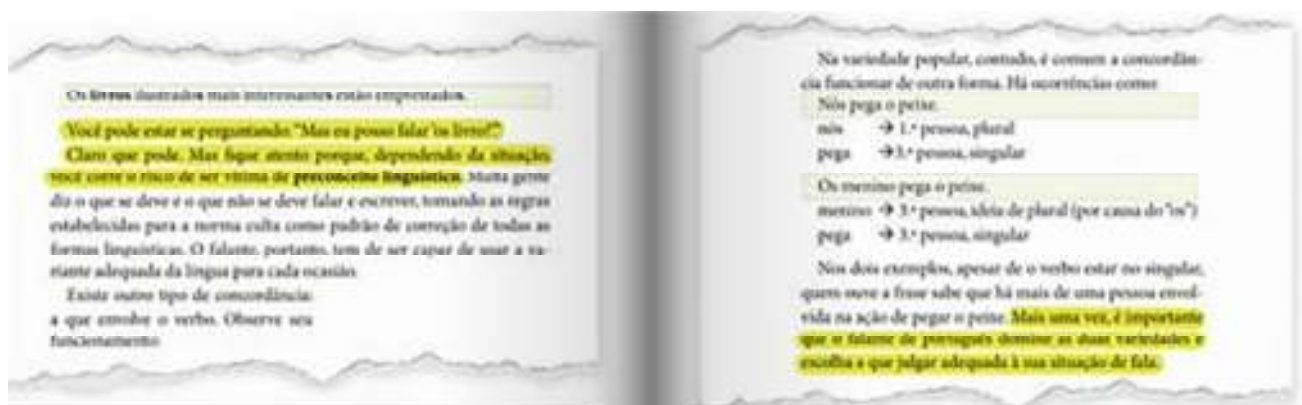 Os livros ilustrados mais interessantes estão emprestados.
Você pode estar se perguntando: "Mas eu posso falar 'os livro?'"
Claro que pode. Mas fique atento porque, dependendo da situação,
você corre o risco de ser vítima de preconceito linguístico. Muita gente
diz o que se deve e o que não se deve falar e escrever, tomando as regras
estabelecidas para a norma culta como padrão de correção de todas as
formas linguísticas. O falante, portanto, tem de ser capaz de usar a va-
riante adequada da língua para cada ocasião.
Existe outro tipo de concordância:
a que envolve o verbo. Observe seu
funcionamento:
Na variedade popular, contudo, é comum a concordân-
cia funcionar de outra forma. Há ocorrências como:
Nós pega o peixe.
nós → 1.ª pessoa, plural
pega → 3.ª pessoa, singular
Os menino pega o peixe.
menino → 3.ª pessoa, ideia de plural (por causa do "os")
pega → 3.ª pessoa, singular
Nos dois exemplos, apesar de o verbo estar no singular,
quem ouve a frase sabe que há mais de uma pessoa envol-
vida na ação de pegar o peixe. Mais uma vez, é importante
que o falante de português domine as duas variedades e
escolha a que julgar adequada à sua situação de fala.